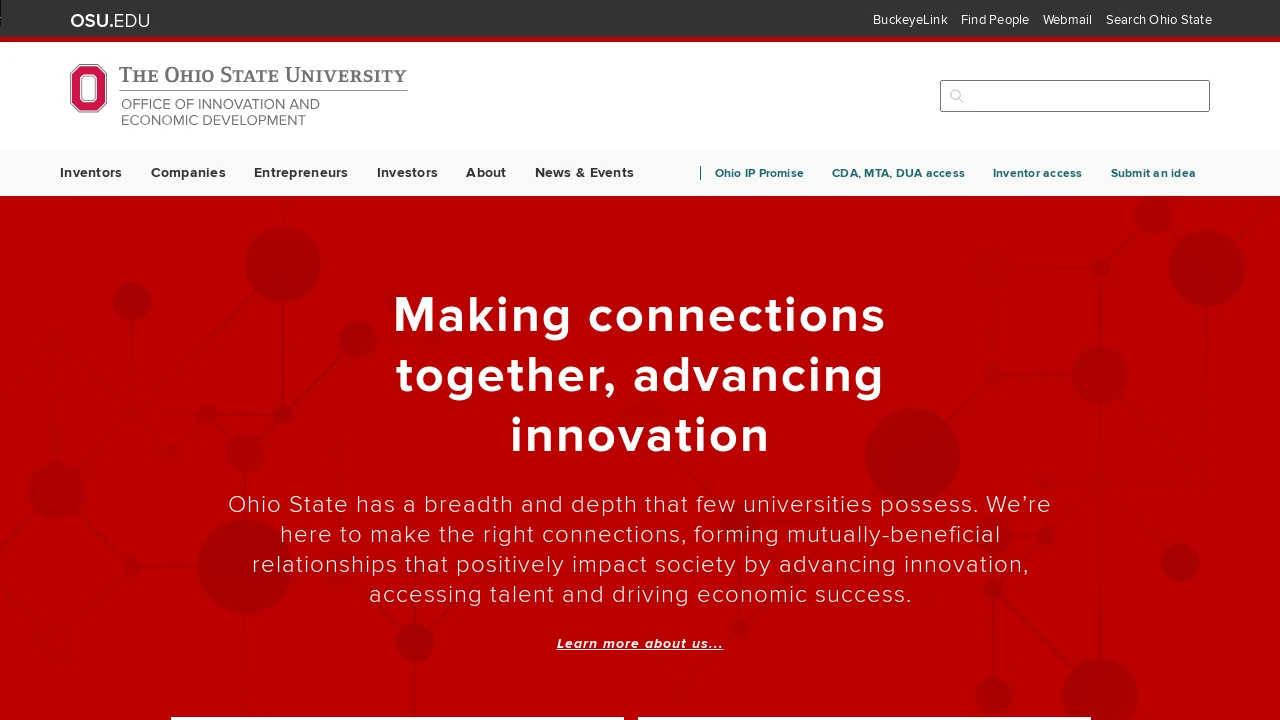 OSU.EDU
BuckeyeLink Find People Webmail Search Ohio State
THE OHIO STATE UNIVERSITY
OFFICE OF INNOVATION AND
ECONOMIC DEVELOPMENT
Inventors Companies Entrepreneurs Investors About News & Events Ohio IP Promise CDA, MTA, DUA access Inventor access Submit an idea
Making connections
together, advancing
innovation
Ohio State has a breadth and depth that few universities possess. We’re
here to make the right connections, forming mutually-beneficial
relationships that positively impact society by advancing innovation,
accessing talent and driving economic success.
Learn more about us...